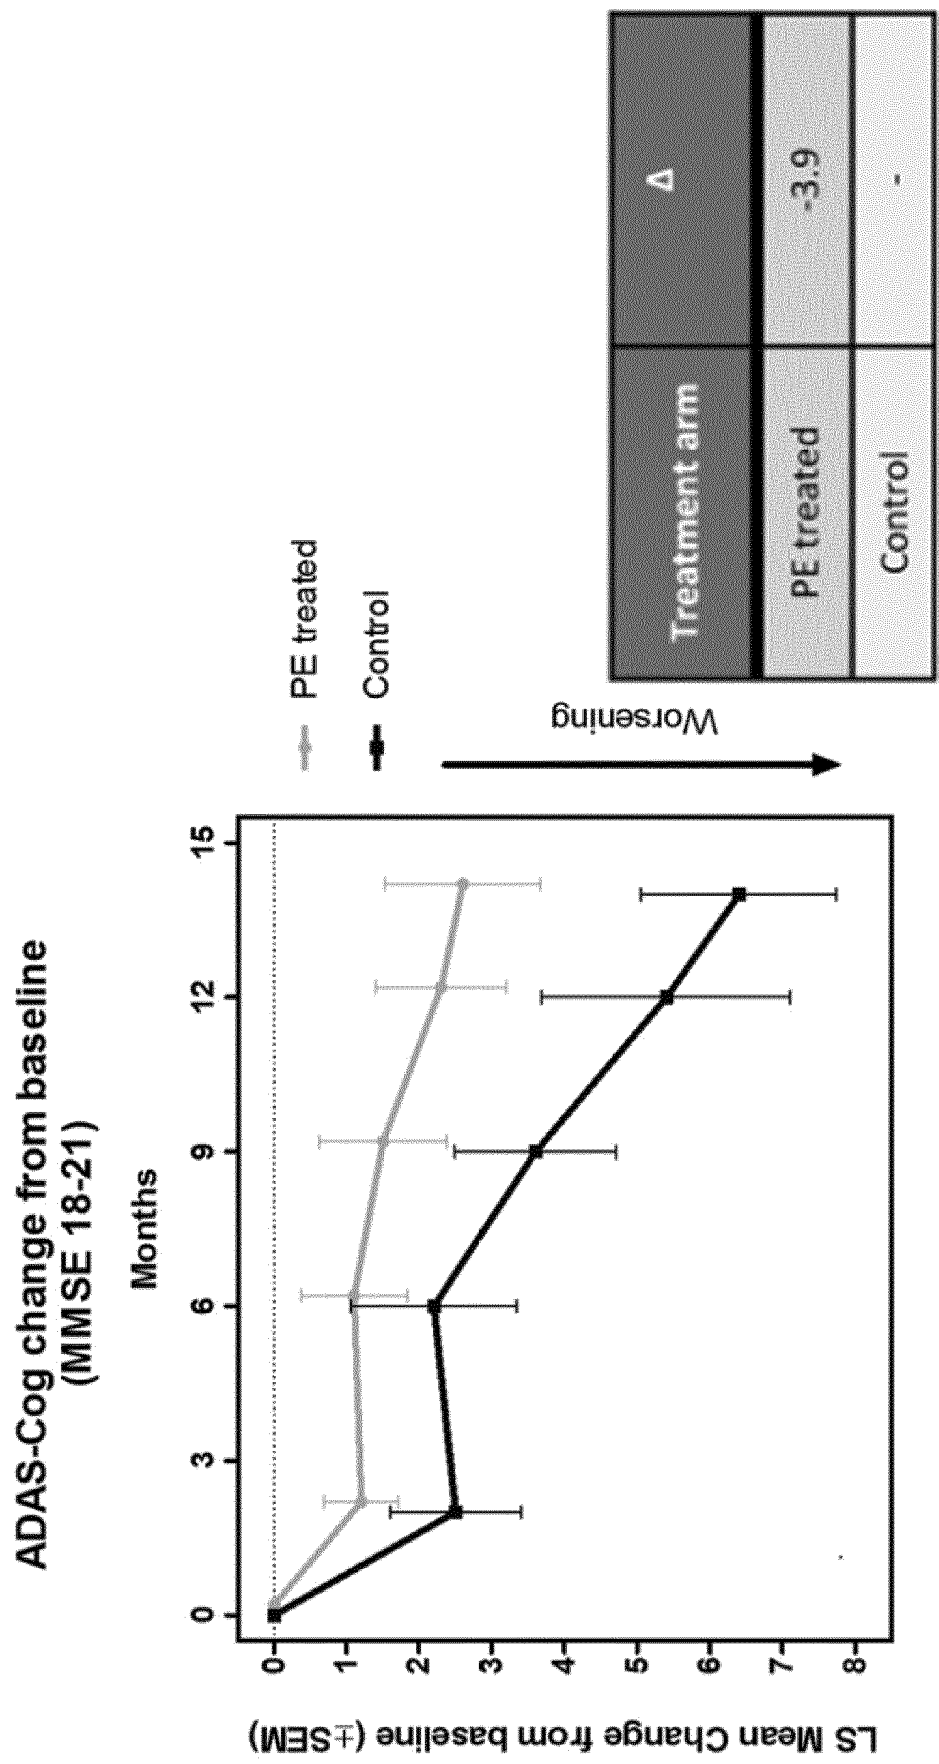 ADAS-Cog change from baseline
(MMSE 18-21)
Months
0 3 6 9 12 15
0
1
2
3
4
5
6
7
8
LS Mean Change from baseline (±SEM)
PE treated
Control
Worsening
Treatment arm Δ
PE treated -3.9
Control -